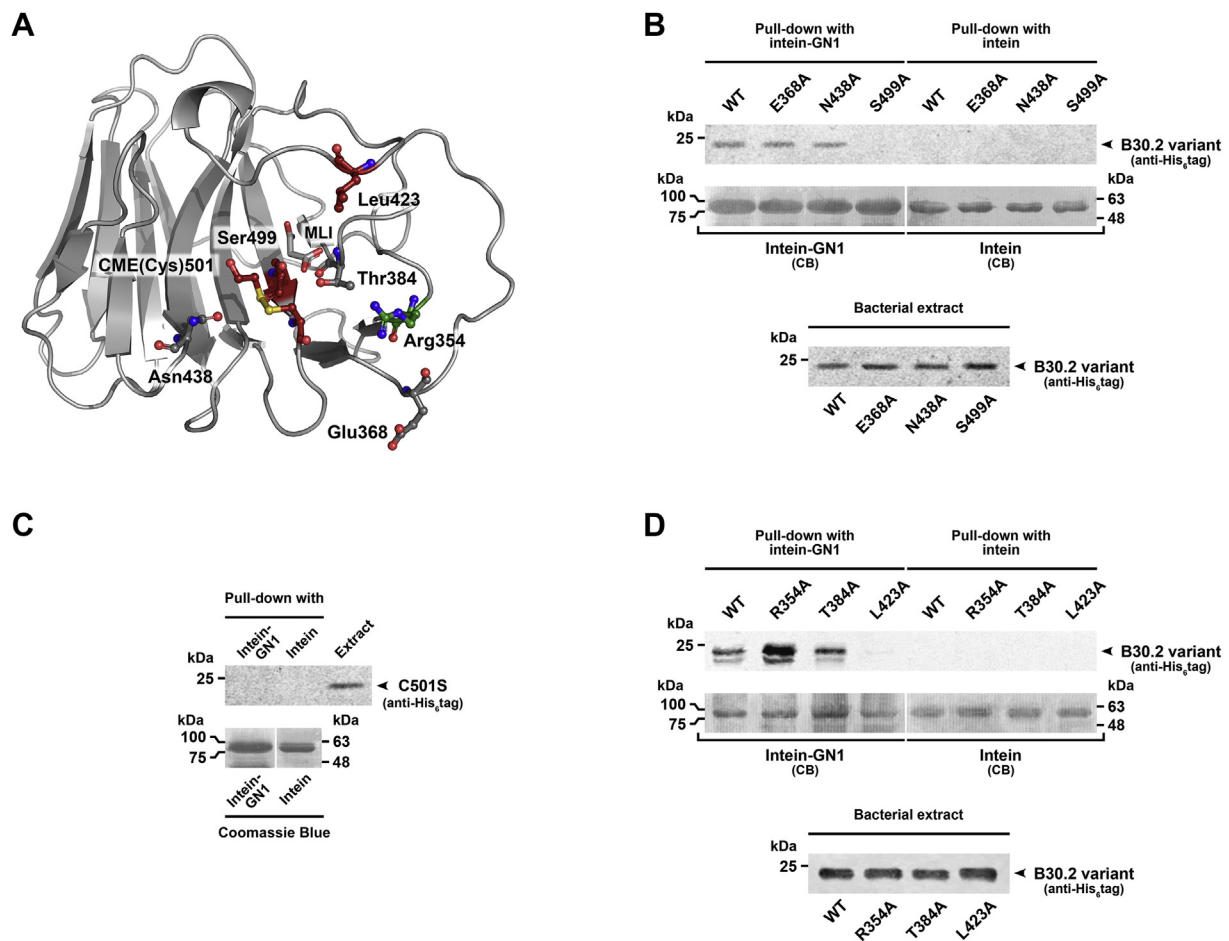 A
Leu423
MLI
Ser499
CME(Cys)501
Thr384
Arg354
Asn438
Glu368
B
Pull-down with intein-GN1
Pull-down with intein
WT E368A N438A S499A WT E368A N438A S499A
kDa
25
B30.2 variant
(anti-His6tag)
kDa kDa
100 63
75 48
Intein-GN1 Intein
(CB) (CB)
Bacterial extract
kDa
25
B30.2 variant
(anti-His6tag)
WT E368A N438A S499A
C
Pull-down with
Intein-GN1 Intein Extract
kDa
25
C501S
(anti-His6tag)
kDa kDa
100 63
75 48
Intein-GN1 Intein
Coomassie Blue
D
Pull-down with intein-GN1
Pull-down with intein
WT R354A T384A L423A WT R354A T384A L423A
kDa
25
B30.2 variant
(anti-His6tag)
kDa kDa
100 63
75 48
Intein-GN1 Intein
(CB) (CB)
Bacterial extract
kDa
25
B30.2 variant
(anti-His6tag)
WT R354A T384A L423A